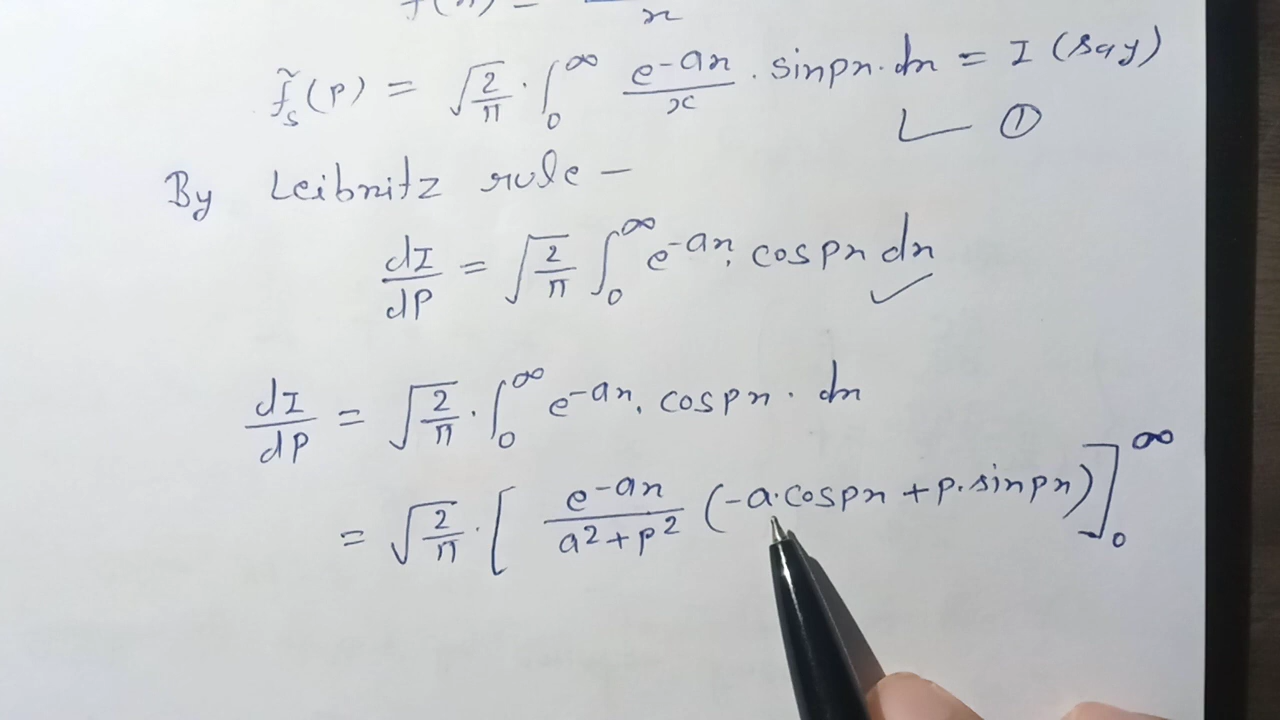 x
f̃s(p) = √2/π · ∫₀^∞ e^-ax/x · sinpx · dx = I (say)
①
By Leibnitz rule –
dI/dP = √2/π ∫₀^∞ e^-ax. cospx dx
dI/dP = √2/π · ∫₀^∞ e^-ax. cospx · dx
= √2/π · [ e^-ax/a²+p² (-a·cospx + p·sinpx) ]₀^∞